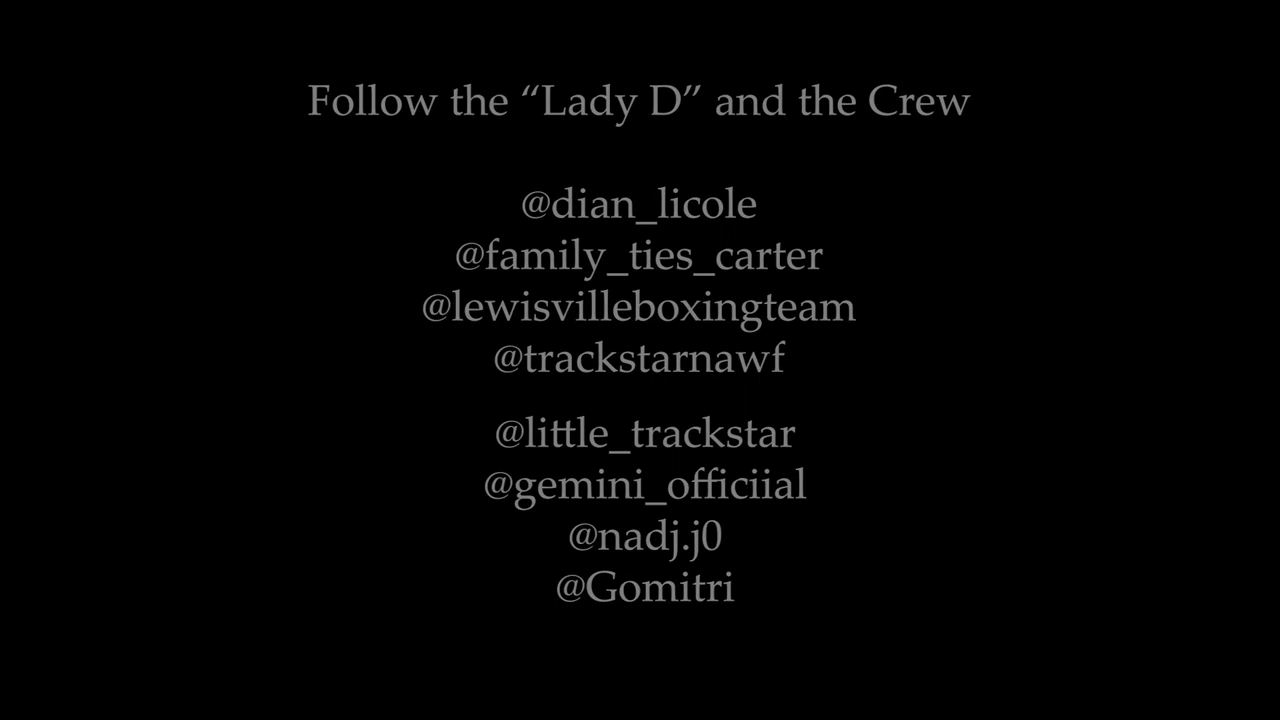 Follow the “Lady D” and the Crew
@dian_licole
@family_ties_carter
@lewisvilleboxingteam
@trackstarnawf
@little_trackstar
@gemini_officiial
@nadj.j0
@Gomitri